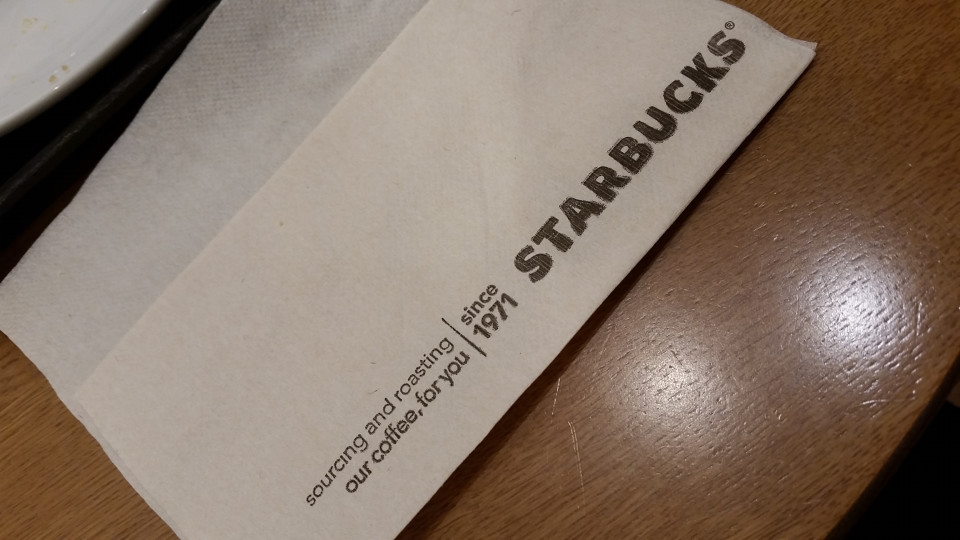 sourcing and roasting
our coffee, for you
since
1971
STARBUCKS®